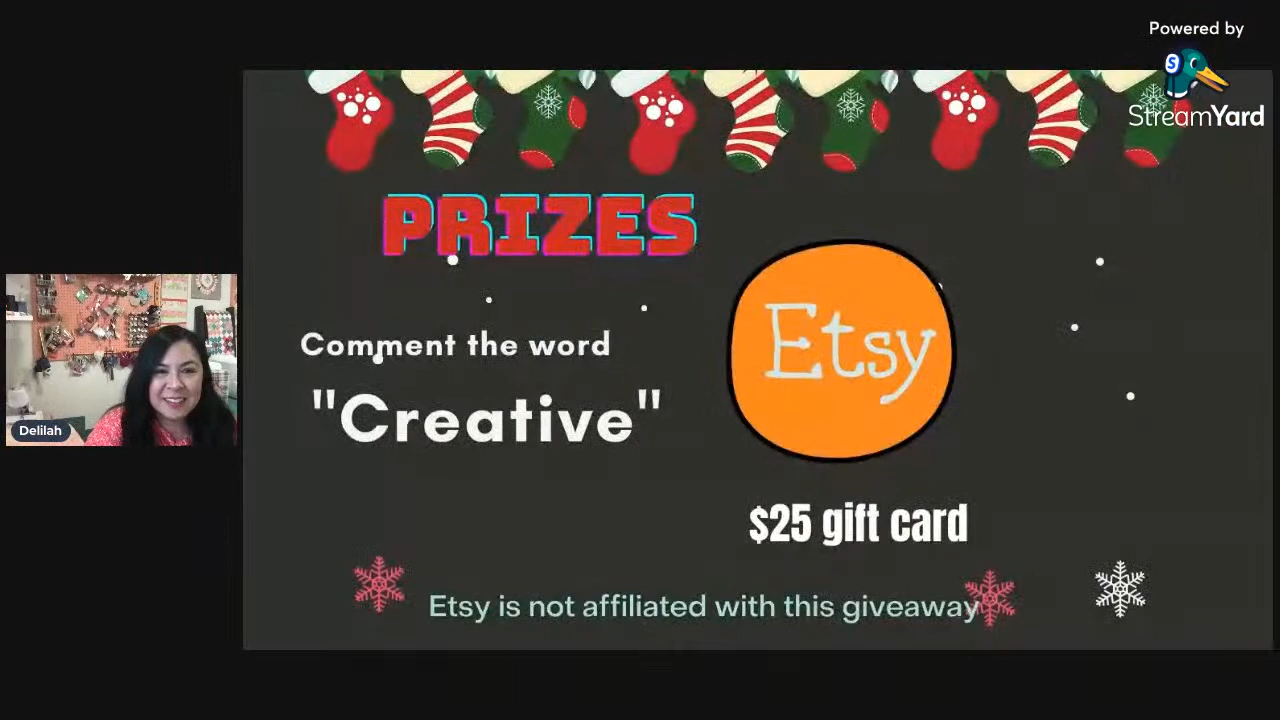 Powered by
StreamYard
PRIZES
Comment the word
"Creative"
Etsy
$25 gift card
Delilah
Etsy is not affiliated with this giveaway